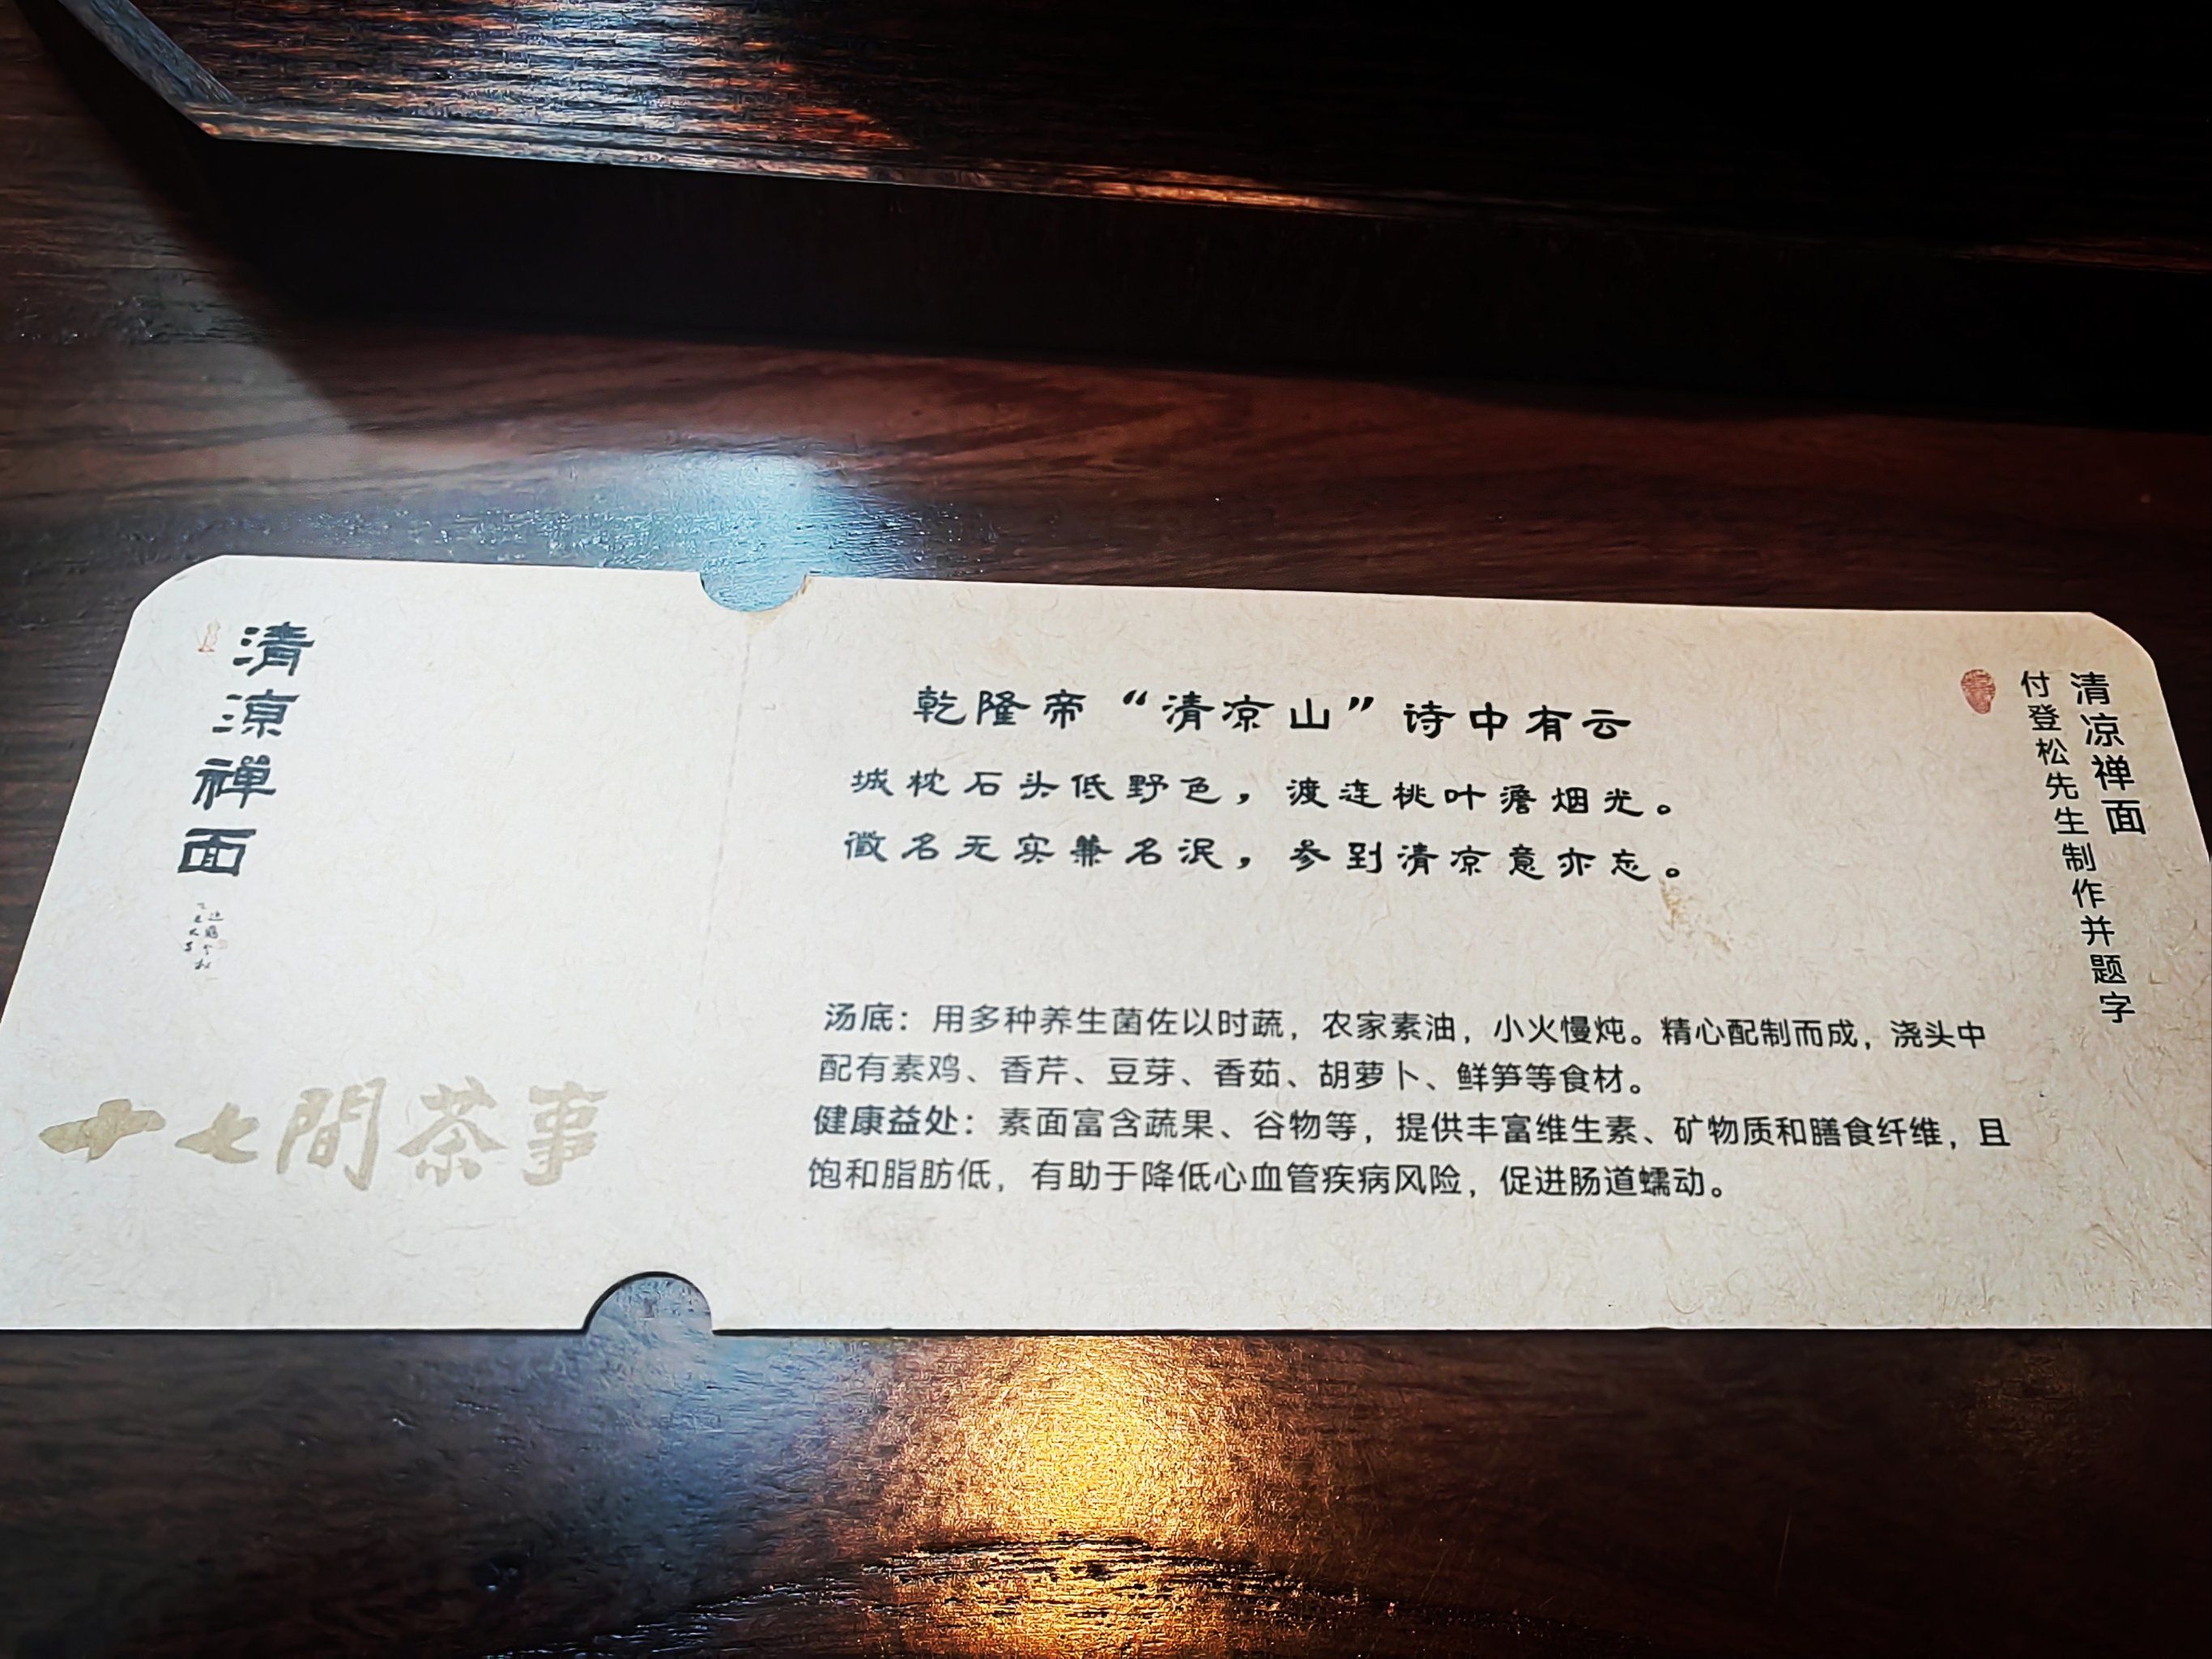 清凉禅面
十七間茶事
乾隆帝“清凉山”诗中有云
城枕石头低野色，渡连桃叶澹烟光。
徵名无实兼名泯，参到清凉意亦忘。
汤底：用多种养生菌佐以时蔬，农家素油，小火慢炖。精心配制而成，浇头中
配有素鸡、香芹、豆芽、香茹、胡萝卜、鲜笋等食材。
健康益处：素面富含蔬果、谷物等，提供丰富维生素、矿物质和膳食纤维，且
饱和脂肪低，有助于降低心血管疾病风险，促进肠道蠕动。
清凉禅面
付登松先生制作并题字